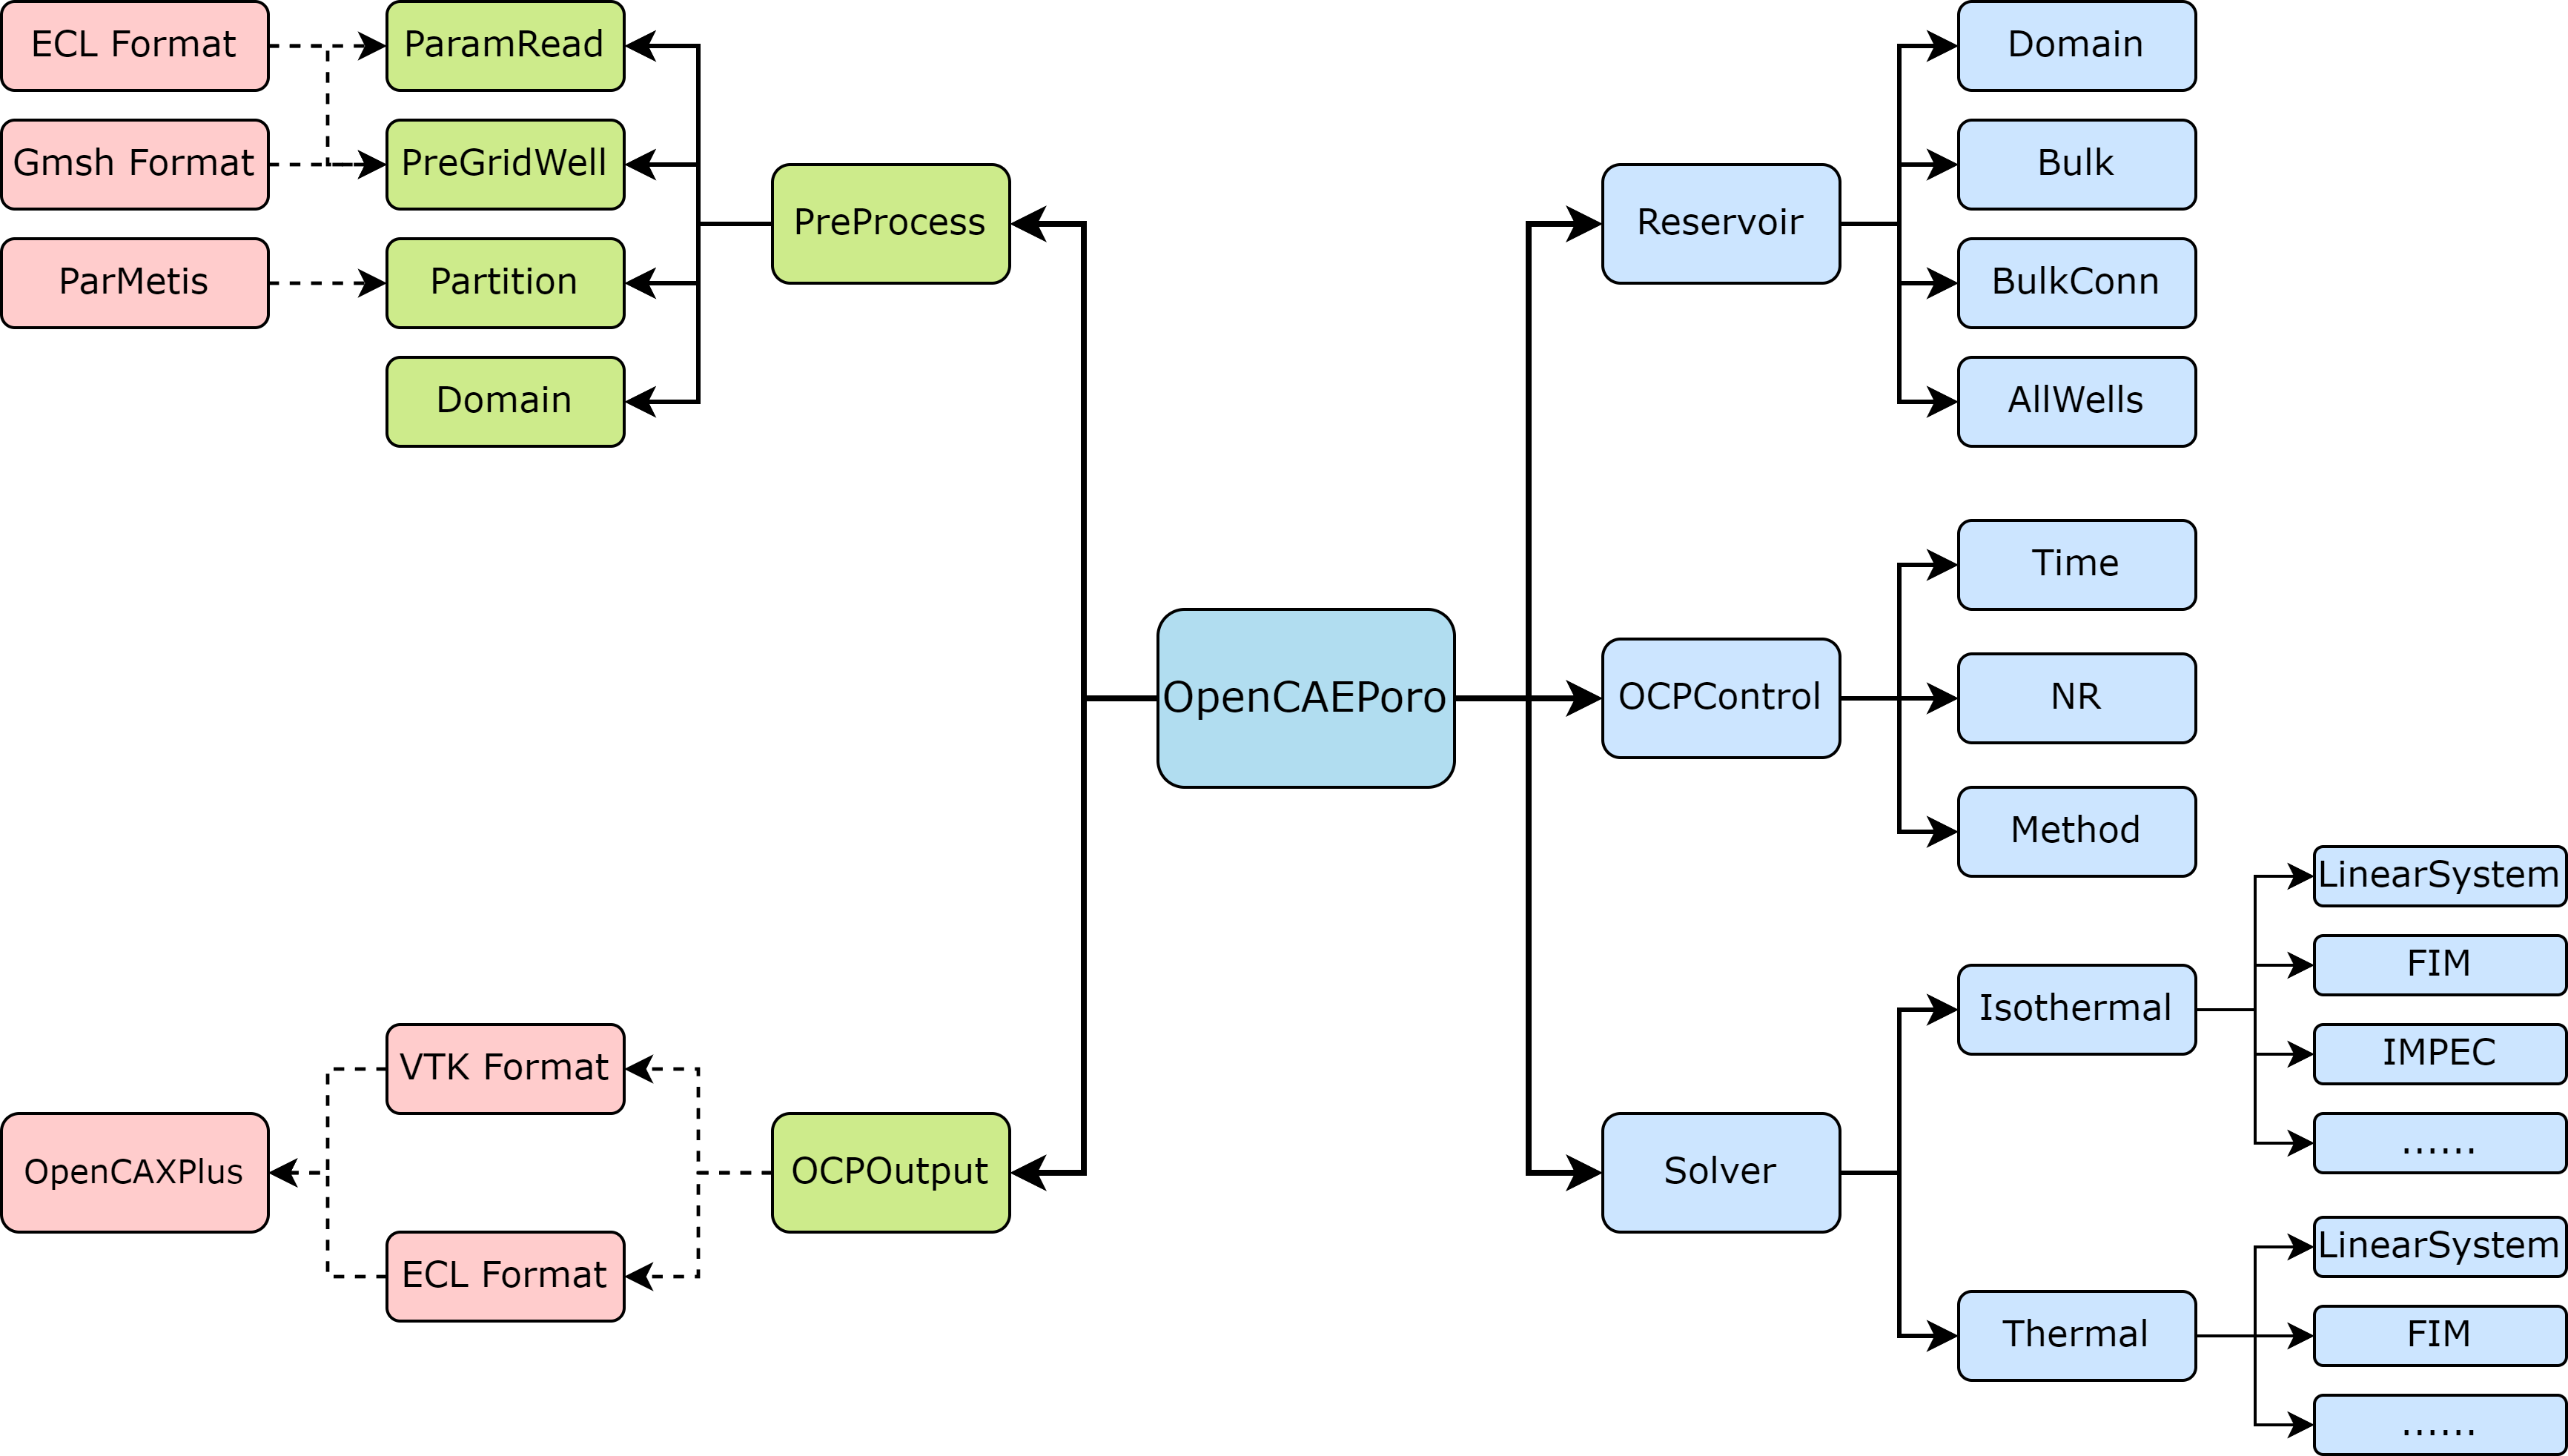 ECL Format
ParamRead
Gmsh Format
PreGridWell
ParMetis
Partition
Domain
PreProcess
OpenCAEPoro
VTK Format
OpenCAXPlus
OCPOutput
ECL Format
Reservoir
Domain
Bulk
BulkConn
AllWells
OCPControl
Time
NR
Method
Solver
Isothermal
LinearSystem
FIM
IMPEC
......
Thermal
LinearSystem
FIM
......